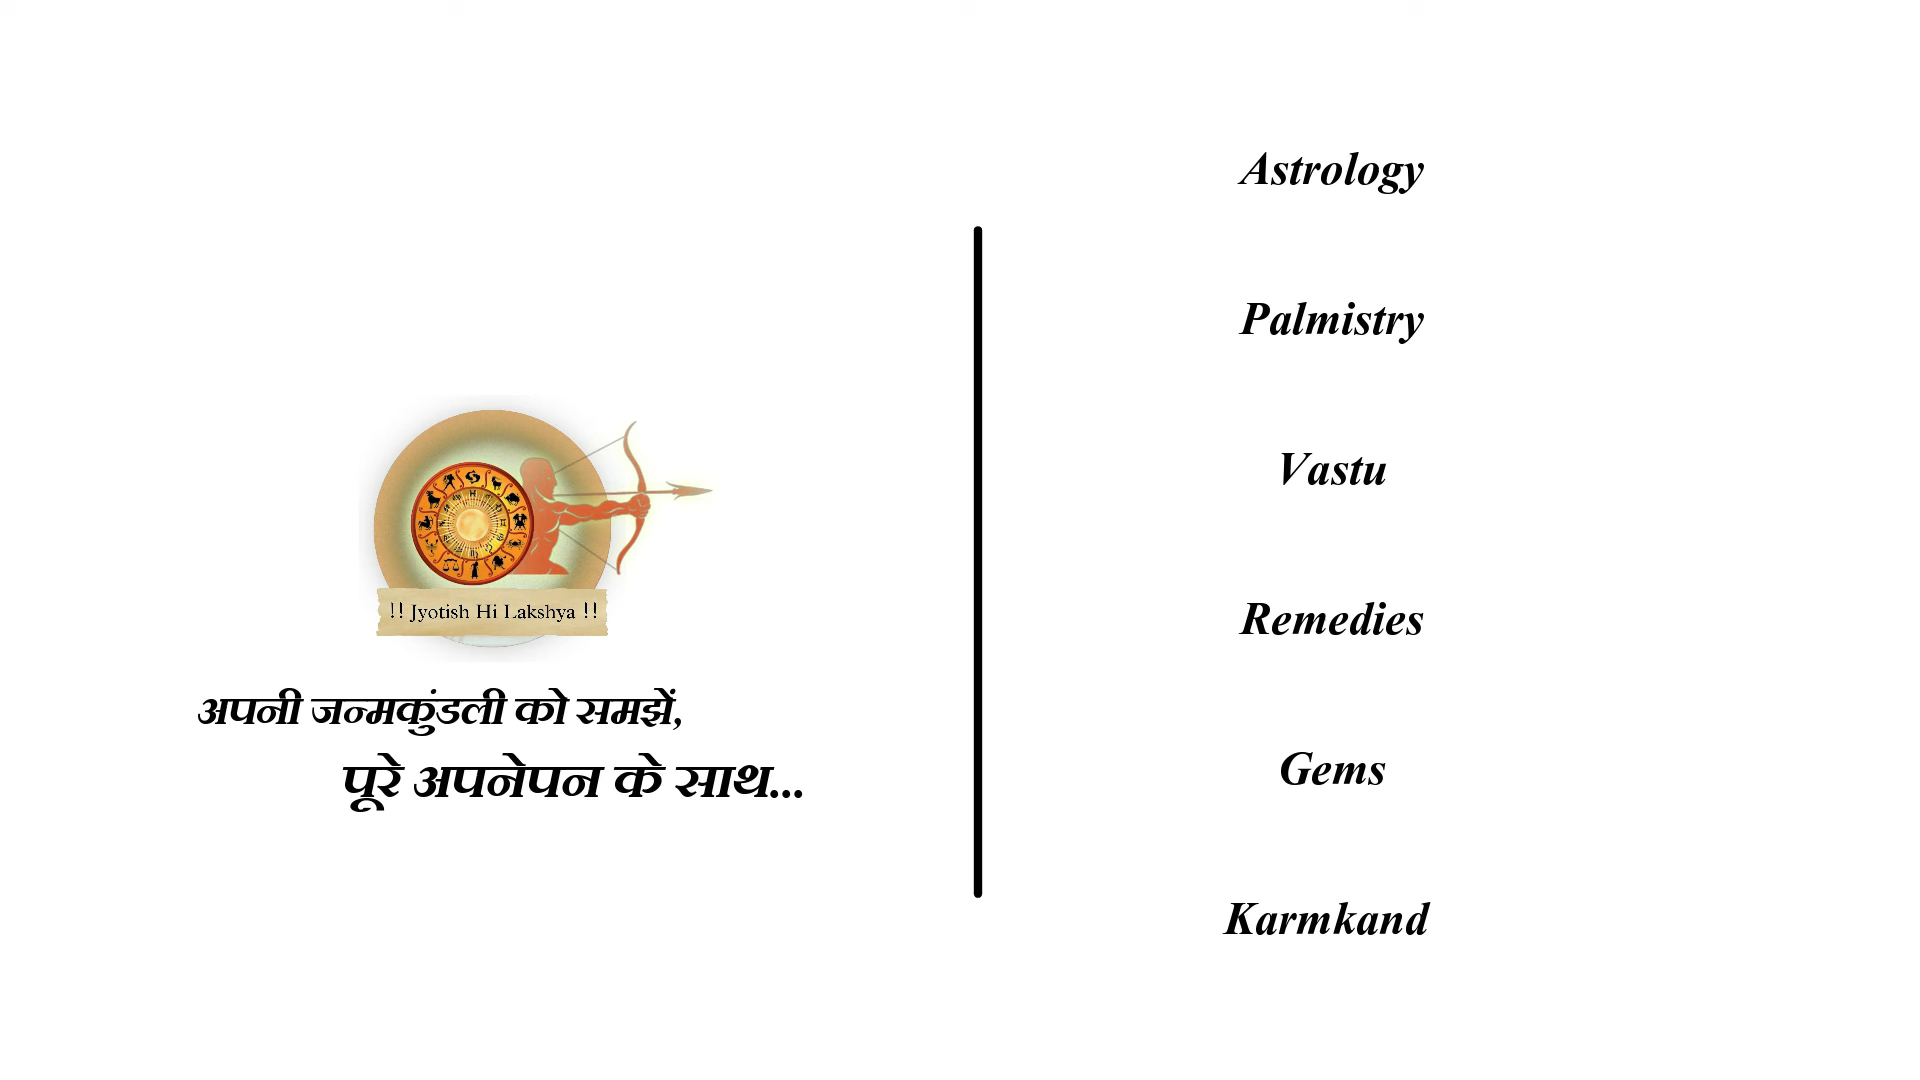 !! Jyotish Hi Lakshya !!
अपनी जन्मकुंडली को समझें,
पूरे अपनेपन के साथ...
Astrology
Palmistry
Vastu
Remedies
Gems
Karmkand